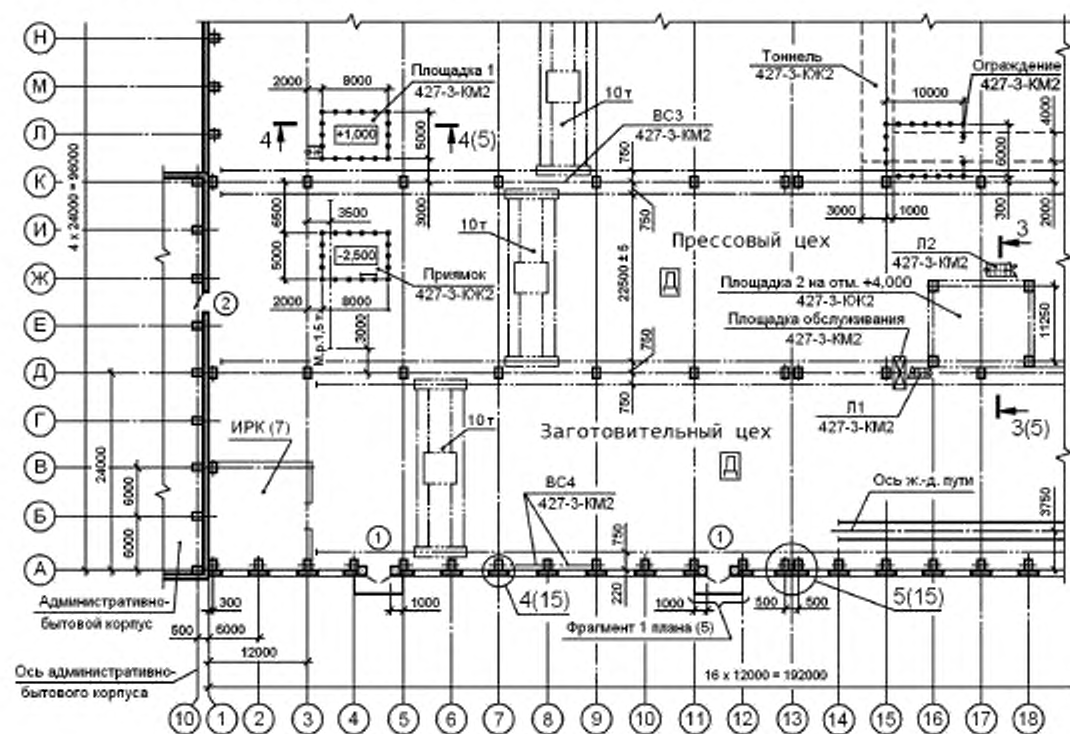 Н
М
Л
К
И
Ж
Е
Д
Г
В
Б
А
4 x 24000 = 96000
2000
8000
Площадка 1
427-3-КМ2
+1,000
4
4(5)
5000
3000
10т
ВС3
427-3-КМ2
750
750
Тоннель
427-3-КЖ2
Ограждение
427-3-КМ2
10000
4000
6000
300
2000
3000
1000
6500
3500
5000
-2,500
Приямок
427-3-КЖ2
2000
8000
М.р.1,5 т
3000
10т
Прессовый цех
Д
22500 ± 5
Л2
427-3-КМ2
3
Площадка 2 на отм. +4,000
427-3-КЖ2
Площадка обслуживания
427-3-КМ2
11250
2
750
750
Л1
427-3-КМ2
3(5)
24000
6000
6000
ИРК (7)
10т
Заготовительный цех
Д
ВС4
427-3-КМ2
Ось ж.-д. пути
3750
1
1
750
220
Административно-
бытовой корпус
300
500
6000
12000
1000
4(15)
1000
500
500
5(15)
Фрагмент 1 плана (5)
Ось административно-
бытового корпуса
16 x 12000 = 192000
10
1
2
3
4
5
6
7
8
9
10
11
12
13
14
15
16
17
18